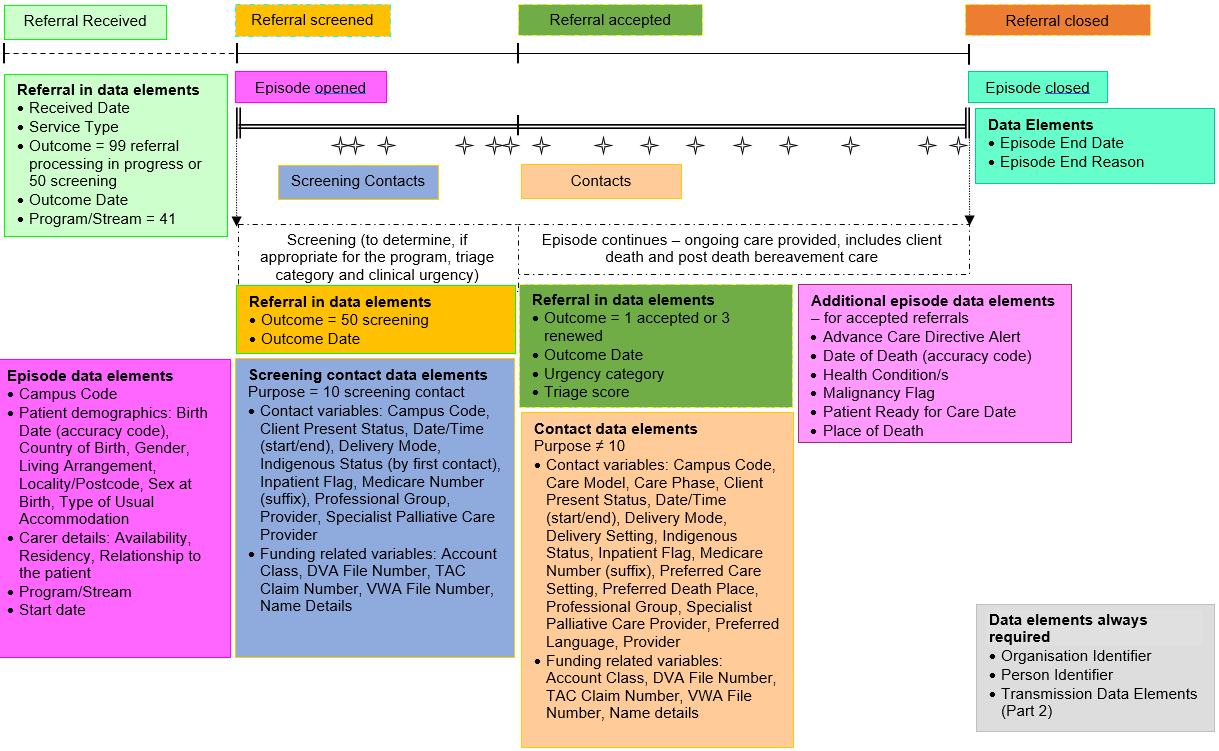 Referral Received
Referral screened
Referral accepted
Referral closed
Referral in data elements
• Received Date
• Service Type
• Outcome = 99 referral
processing in progress or
50 screening
• Outcome Date
• Program/Stream = 41
Episode opened
Episode closed
Data Elements
• Episode End Date
• Episode End Reason
Screening Contacts
Contacts
Screening (to determine, if
appropriate for the program, triage
category and clinical urgency)
Episode continues – ongoing care provided, includes client
death and post death bereavement care
Referral in data elements
• Outcome = 50 screening
• Outcome Date
Referral in data elements
• Outcome = 1 accepted or 3
renewed
• Outcome Date
• Urgency category
• Triage score
Additional episode data elements
– for accepted referrals
• Advance Care Directive Alert
• Date of Death (accuracy code)
• Health Condition/s
• Malignancy Flag
• Patient Ready for Care Date
• Place of Death
Episode data elements
• Campus Code
• Patient demographics: Birth
Date (accuracy code),
Country of Birth, Gender,
Living Arrangement,
Locality/Postcode, Sex at
Birth, Type of Usual
Accommodation
• Carer details: Availability,
Residency, Relationship to
the patient
• Program/Stream
• Start date
Screening contact data elements
Purpose = 10 screening contact
• Contact variables: Campus Code,
Client Present Status, Date/Time
(start/end), Delivery Mode,
Indigenous Status (by first contact),
Inpatient Flag, Medicare Number
(suffix), Professional Group,
Provider, Specialist Palliative Care
Provider
• Funding related variables: Account
Class, DVA File Number, TAC
Claim Number, VWA File Number,
Name Details
Contact data elements
Purpose ≠ 10
• Contact variables: Campus Code,
Care Model, Care Phase, Client
Present Status, Date/Time
(start/end), Delivery Mode,
Delivery Setting, Indigenous
Status, Inpatient Flag, Medicare
Number (suffix), Preferred Care
Setting, Preferred Death Place,
Professional Group, Specialist
Palliative Care Provider, Preferred
Language, Provider
• Funding related variables:
Account Class, DVA File Number,
TAC Claim Number, VWA File
Number, Name details
Data elements always
required
• Organisation Identifier
• Person Identifier
• Transmission Data Elements
(Part 2)